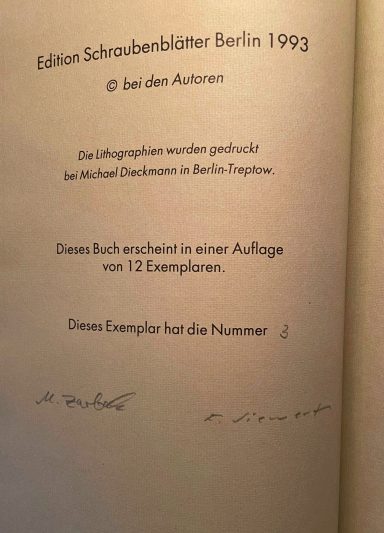 Edition Schraubenblätter Berlin 1993
© bei den Autoren
Die Lithographien wurden gedruckt
bei Michael Dieckmann in Berlin-Treptow.
Dieses Buch erscheint in einer Auflage
von 12 Exemplaren.
Dieses Exemplar hat die Nummer 3
M.